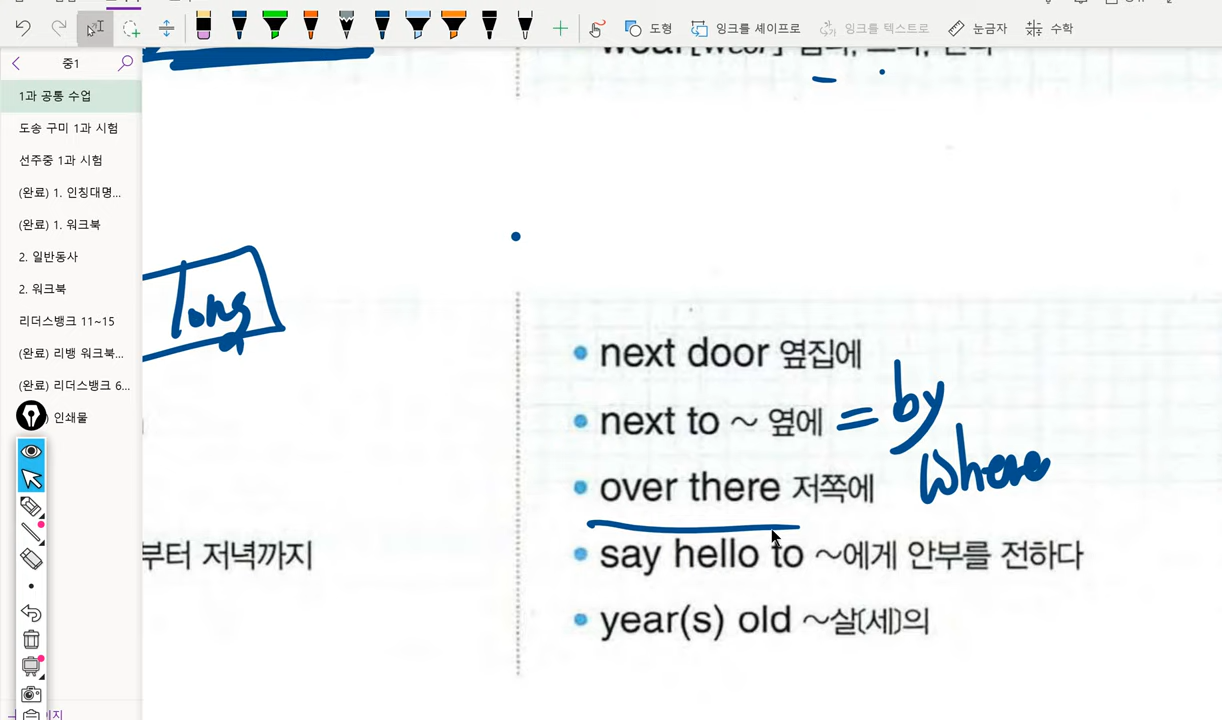 도형
잉크를 셰이프로
잉크를 텍스트로
눈금자
수학
중1
1과 공통 수업
도송 구미 1과 시험
선주중 1과 시험
(완료) 1. 인칭대명...
(완료) 1. 워크북
2. 일반동사
2. 워크북
리더스뱅크 11~15
(완료) 리뱅 워크북...
(완료) 리더스뱅크 6...
인쇄물
long
부터 저녁까지
next door 옆집에
next to ~ 옆에 = by
where
over there 저쪽에
say hello to ~에게 안부를 전하다
year(s) old ~살(세)의